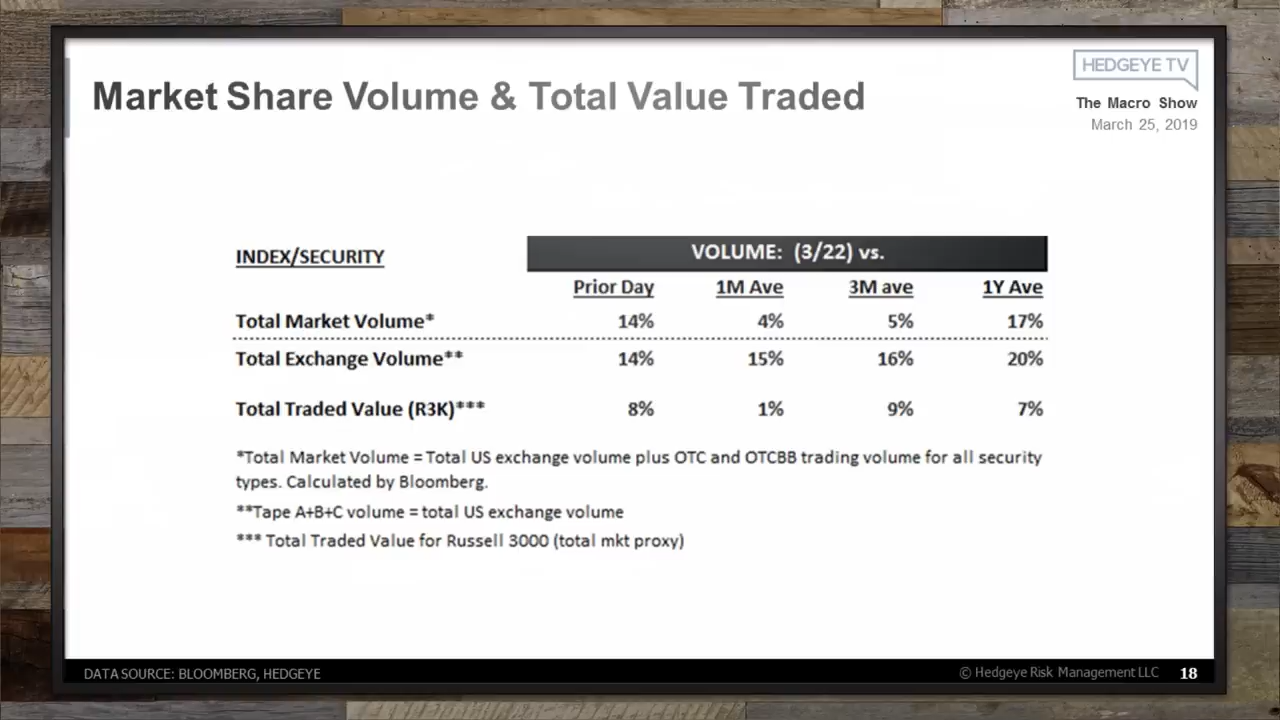 Market Share Volume & Total Value Traded
HEDGEYE TV
The Macro Show
March 25, 2019
INDEX/SECURITY
VOLUME: (3/22) vs.
Prior Day 1M Ave 3M ave 1Y Ave
Total Market Volume* 14% 4% 5% 17%
Total Exchange Volume** 14% 15% 16% 20%
Total Traded Value (R3K)*** 8% 1% 9% 7%
*Total Market Volume = Total US exchange volume plus OTC and OTCBB trading volume for all security
types. Calculated by Bloomberg.
**Tape A+B+C volume = total US exchange volume
*** Total Traded Value for Russell 3000 (total mkt proxy)
DATA SOURCE: BLOOMBERG, HEDGEYE
© Hedgeye Risk Management LLC 18